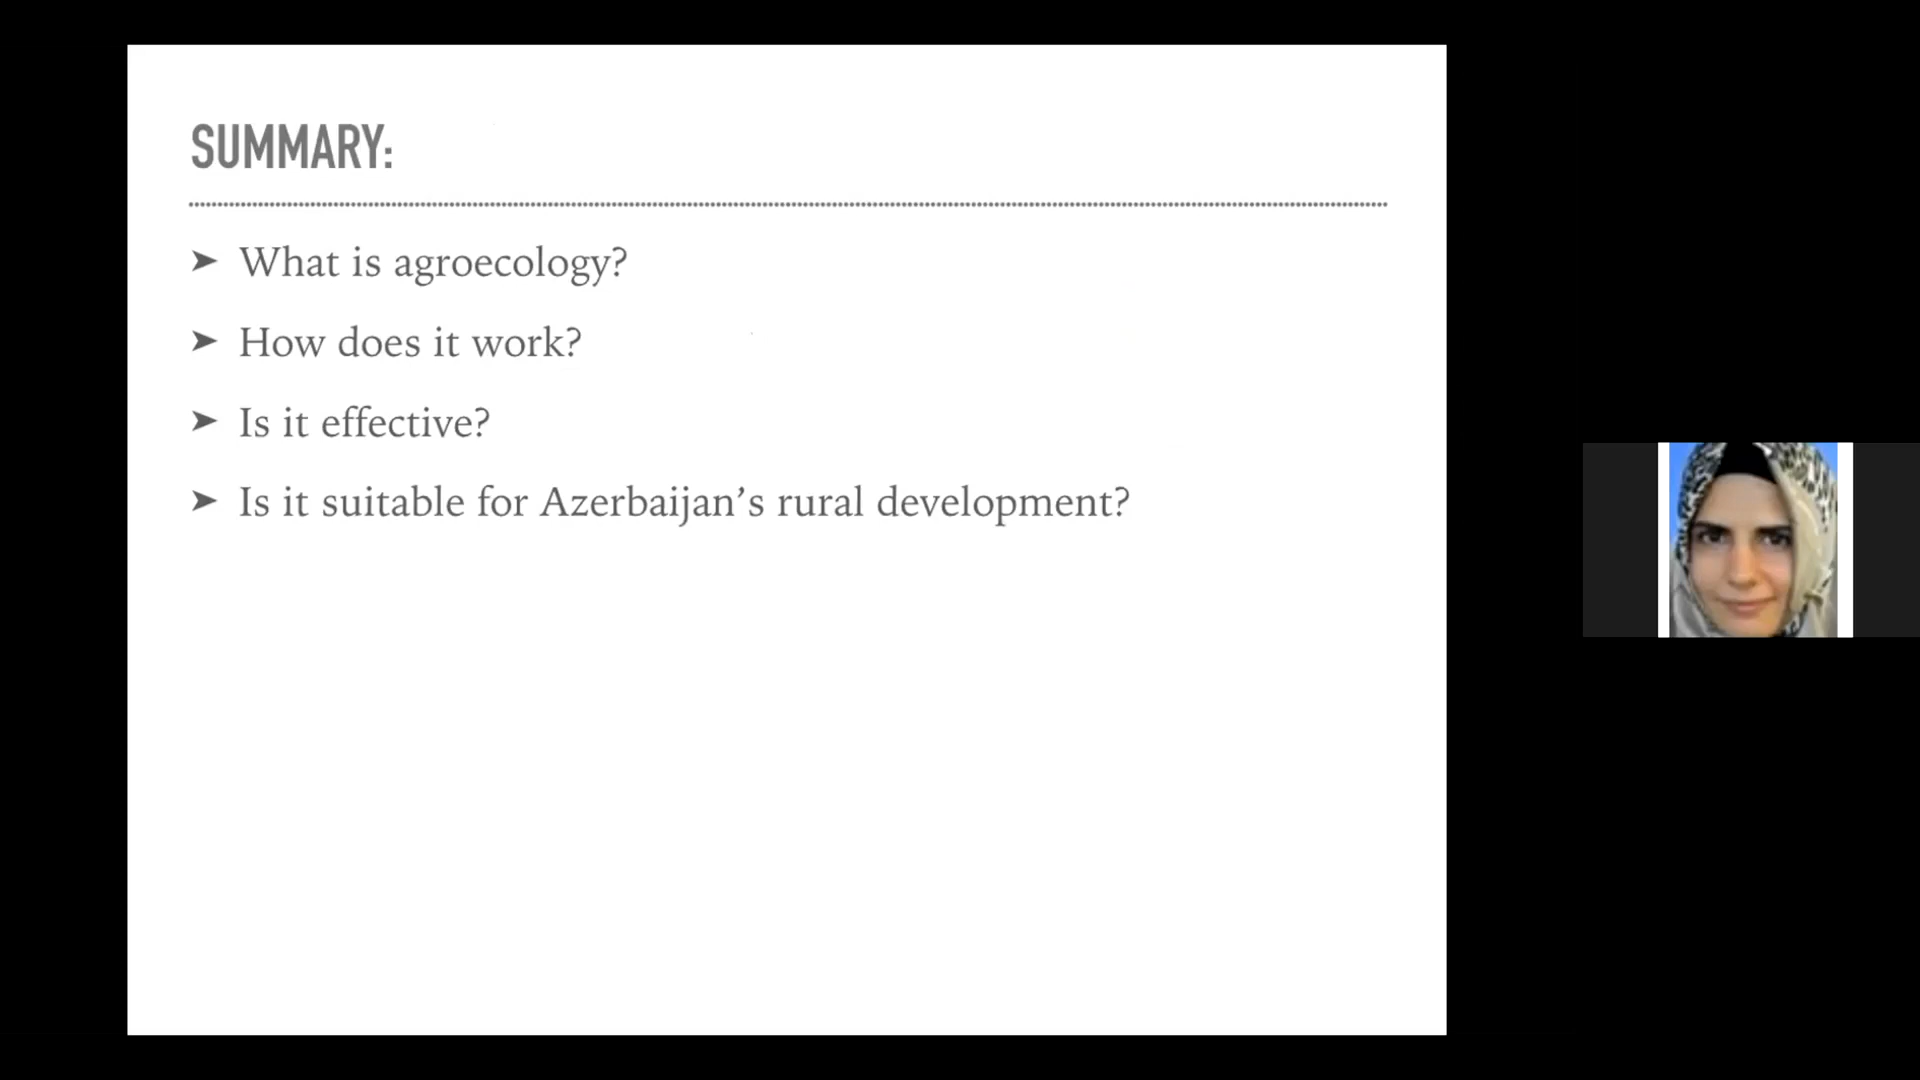 SUMMARY:
➤ What is agroecology?
➤ How does it work?
➤ Is it effective?
➤ Is it suitable for Azerbaijan’s rural development?